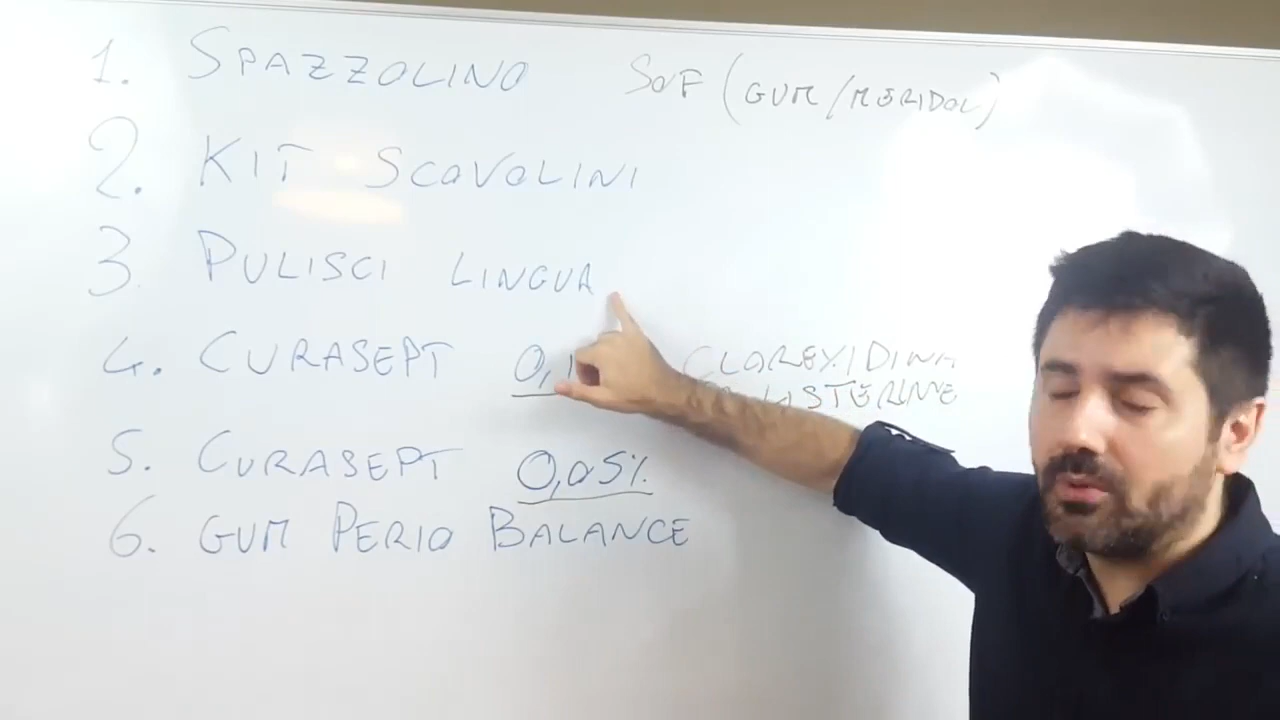 1. SPAZZOLINO SOF (GUM/MERIDOL)
2. KIT SCOVOLINI
3. PULISCI LINGUA
4. CURASEPT 0,1 CLOREXIDINA
LISTERINE
5. CURASEPT 0,05%
6. GUM PERIO BALANCE